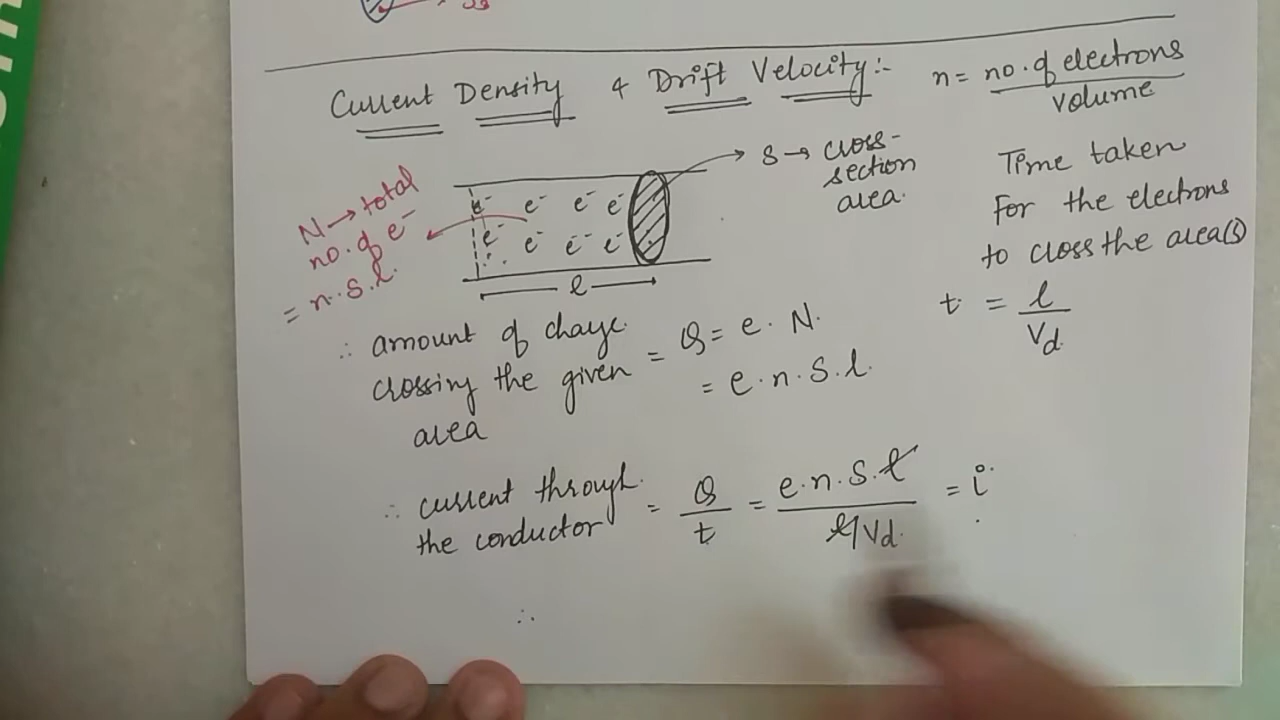 Current Density & Drift Velocity:-
n = no. of electrons / volume
S → cross-
section
area.
N → total
no. of e⁻
= n.S.l.
e⁻ e⁻ e⁻ e⁻
e⁻ e⁻ e⁻ e⁻
l
Time taken
For the electrons
to cross the area(S)
t = l / Vd.
∴ amount of charge
crossing the given = Q = e. N.
area
= e.n.S.l.
∴ current through
the conductor = Q / t = e.n.S.l / l/Vd. = i
∴